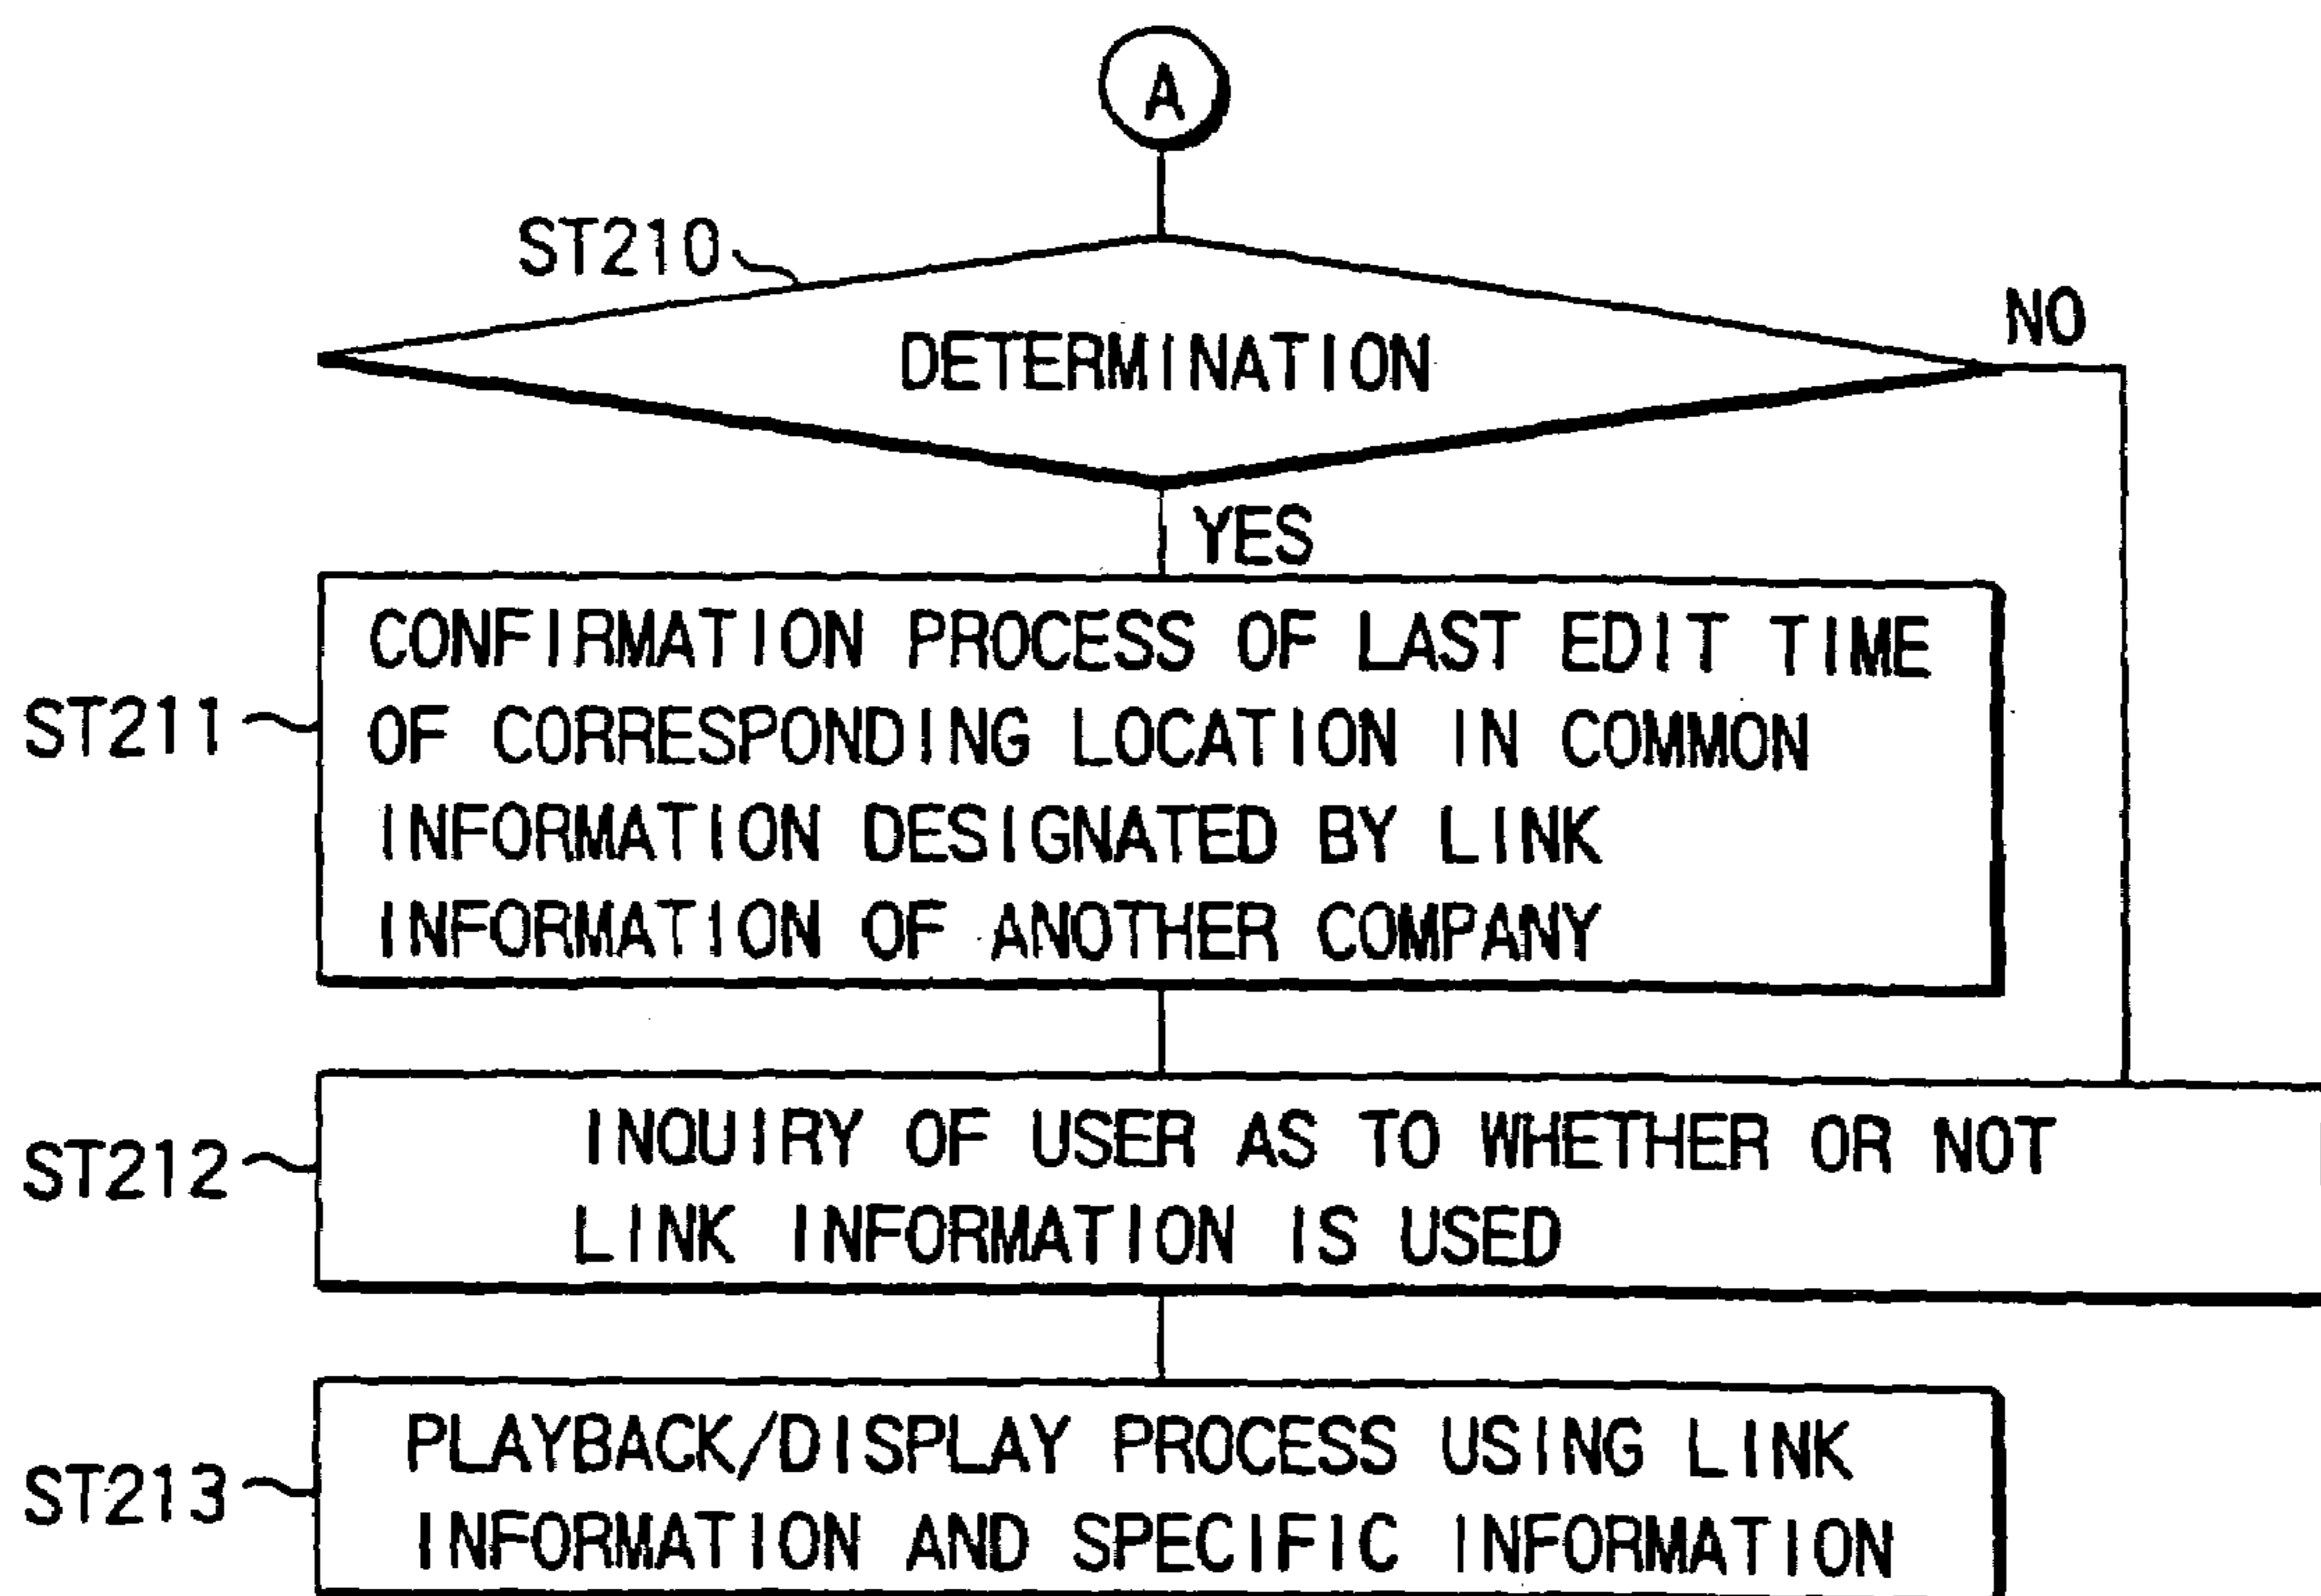 A
ST210
DETERMINATION
NO
YES
ST211
CONFIRMATION PROCESS OF LAST EDIT TIME
OF CORRESPONDING LOCATION IN COMMON
INFORMATION DESIGNATED BY LINK
INFORMATION OF ANOTHER COMPANY
ST212
INQUIRY OF USER AS TO WHETHER OR NOT
LINK INFORMATION IS USED
ST213
PLAYBACK/DISPLAY PROCESS USING LINK
INFORMATION AND SPECIFIC INFORMATION